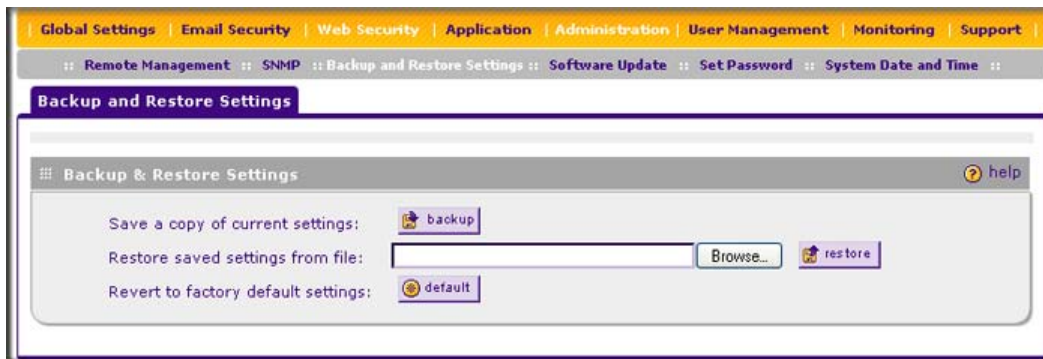 Global Settings | Email Security | Web Security | Application | Administration | User Management | Monitoring | Support
:: Remote Management :: SNMP :: Backup and Restore Settings :: Software Update :: Set Password :: System Date and Time ::
Backup and Restore Settings
Backup & Restore Settings ? help
Save a copy of current settings: backup
Restore saved settings from file: Browse... restore
Revert to factory default settings: default